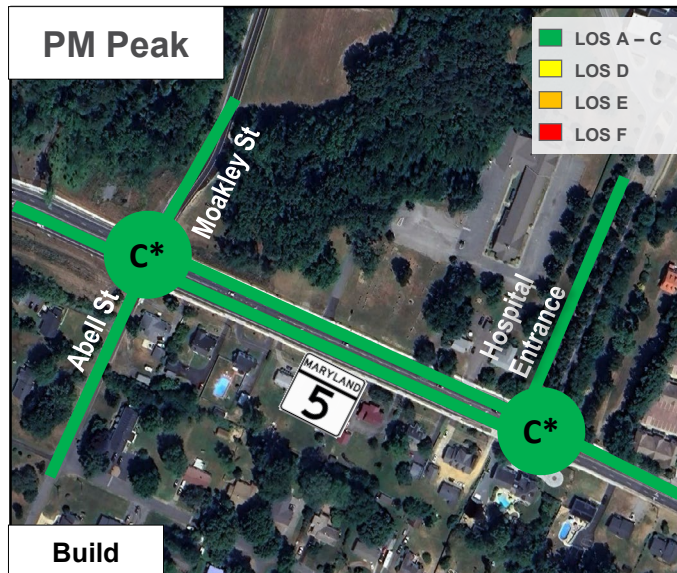 PM Peak
LOS A – C
LOS D
LOS E
LOS F
Moakley St
C*
Abell St
Hospital
Entrance
MARYLAND
5
C*
Build